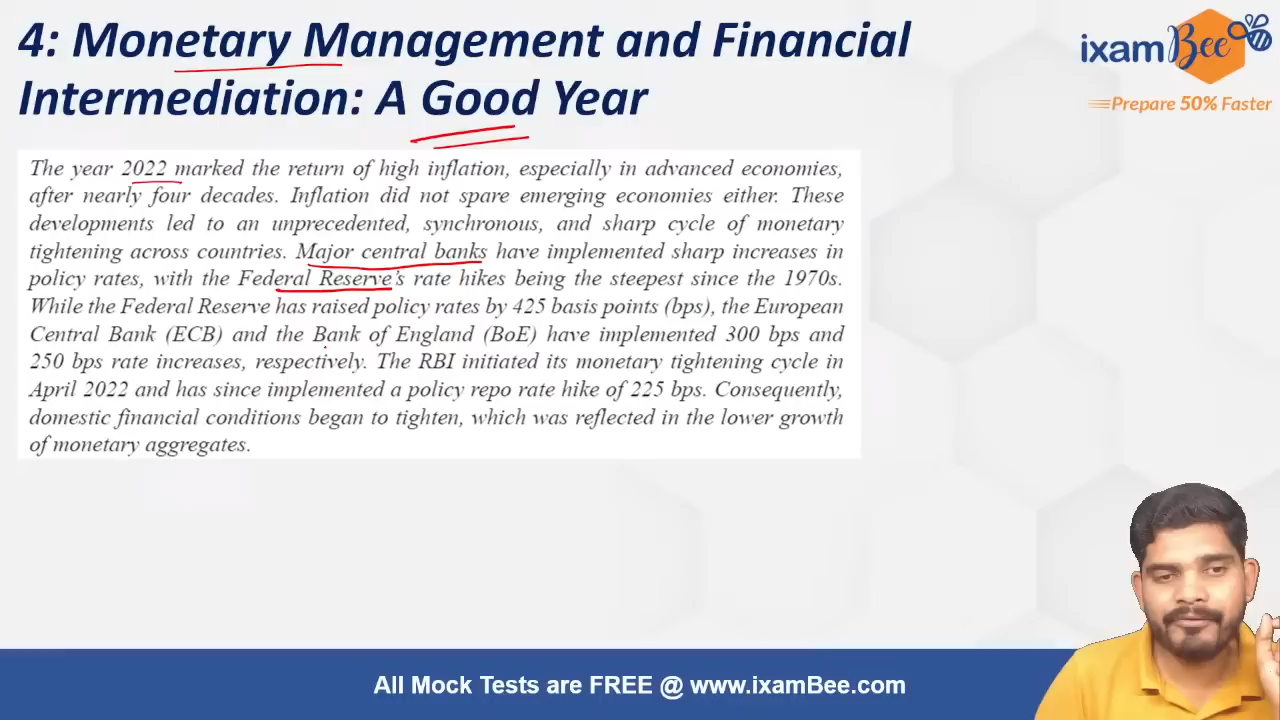 4: Monetary Management and Financial
Intermediation: A Good Year
ixamBee
Prepare 50% Faster
The year 2022 marked the return of high inflation, especially in advanced economies,
after nearly four decades. Inflation did not spare emerging economies either. These
developments led to an unprecedented, synchronous, and sharp cycle of monetary
tightening across countries. Major central banks have implemented sharp increases in
policy rates, with the Federal Reserve's rate hikes being the steepest since the 1970s.
While the Federal Reserve has raised policy rates by 425 basis points (bps), the European
Central Bank (ECB) and the Bank of England (BoE) have implemented 300 bps and
250 bps rate increases, respectively. The RBI initiated its monetary tightening cycle in
April 2022 and has since implemented a policy repo rate hike of 225 bps. Consequently,
domestic financial conditions began to tighten, which was reflected in the lower growth
of monetary aggregates.
All Mock Tests are FREE @ www.ixamBee.com